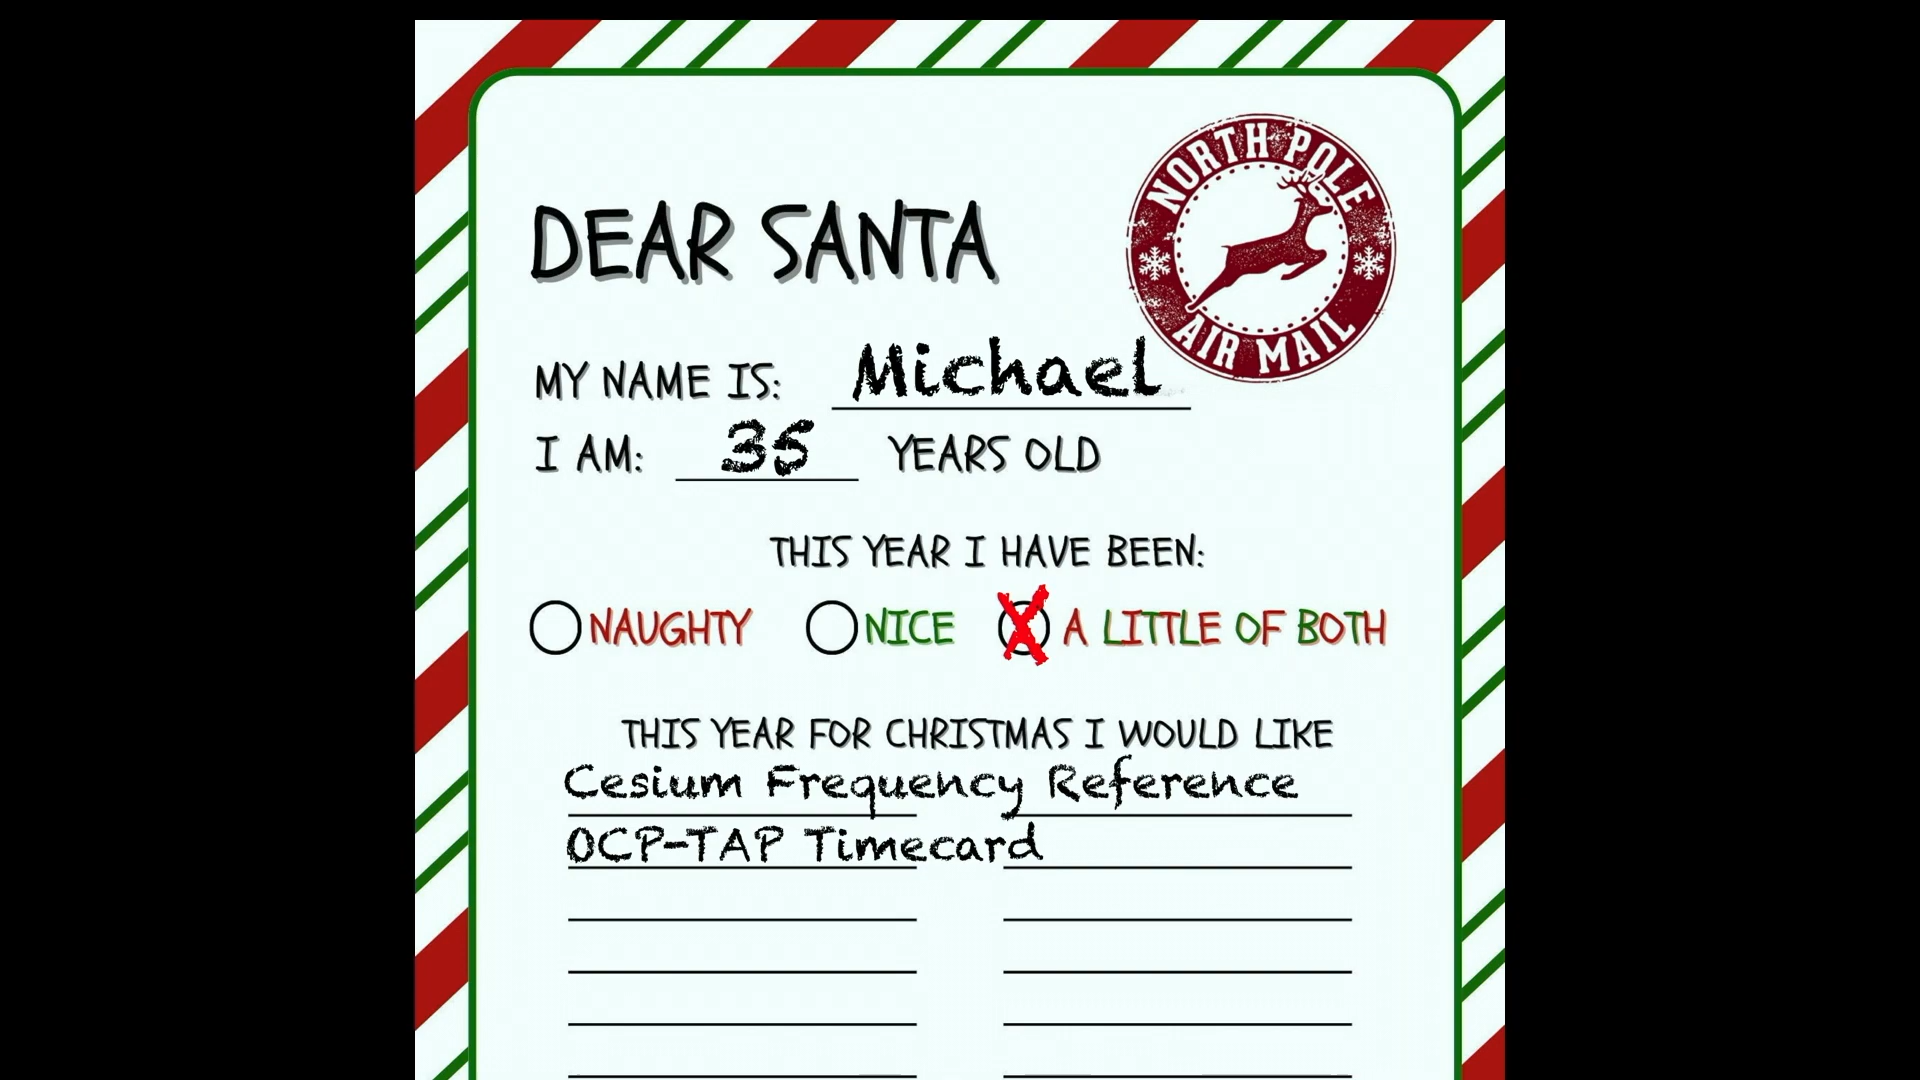 NORTH POLE
AIR MAIL
DEAR SANTA
MY NAME IS: Michael
I AM: 35 YEARS OLD
THIS YEAR I HAVE BEEN:
NAUGHTY NICE X A LITTLE OF BOTH
THIS YEAR FOR CHRISTMAS I WOULD LIKE
Cesium Frequency Reference
OCP-TAP Timecard